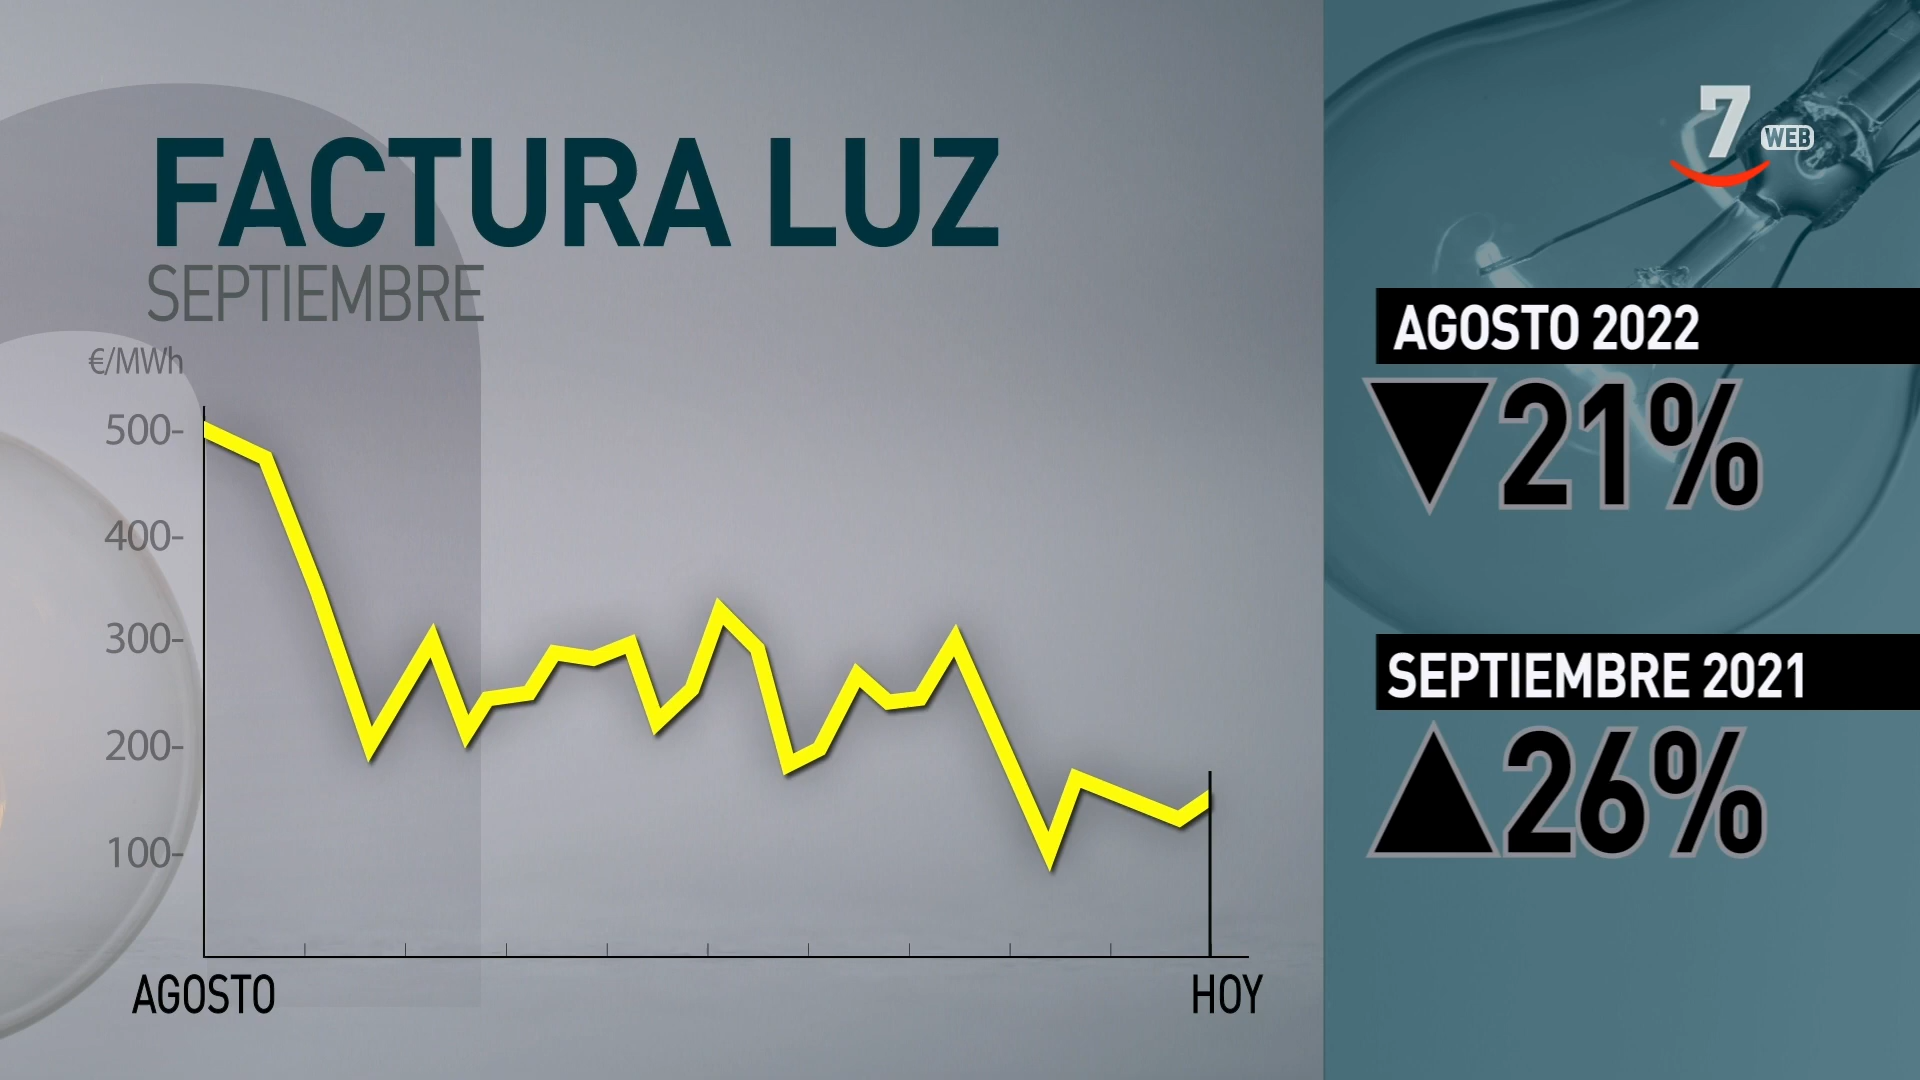 FACTURA LUZ
SEPTIEMBRE
€/MWh
500-
400-
300-
200-
100-
AGOSTO
HOY
7
WEB
AGOSTO 2022
▼21%
SEPTIEMBRE 2021
▲26%